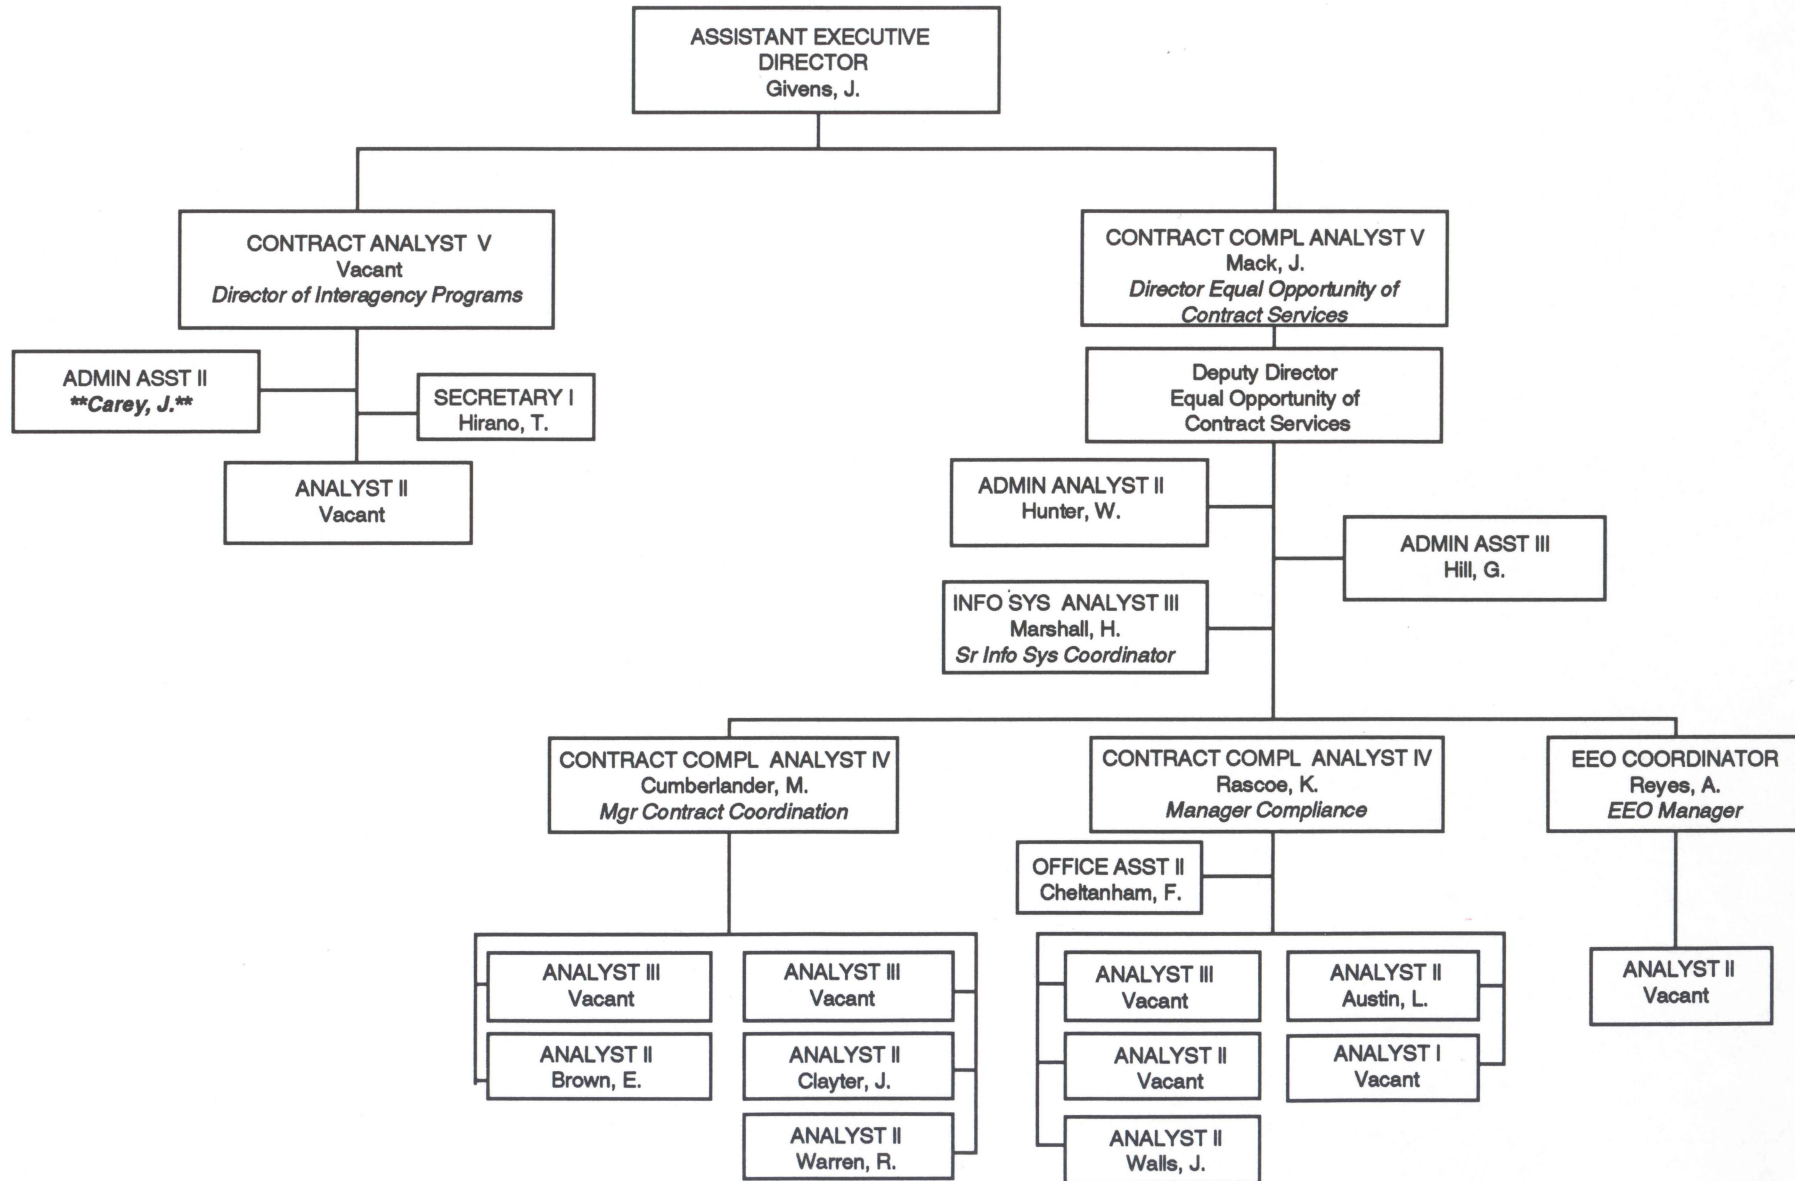 ASSISTANT EXECUTIVE
DIRECTOR
Givens, J.
CONTRACT ANALYST V
Vacant
Director of Interagency Programs
ADMIN ASST II
**Carey, J.**
SECRETARY I
Hirano, T.
ANALYST II
Vacant
CONTRACT COMPL ANALYST V
Mack, J.
Director Equal Opportunity of
Contract Services
Deputy Director
Equal Opportunity of
Contract Services
ADMIN ANALYST II
Hunter, W.
ADMIN ASST III
Hill, G.
INFO SYS ANALYST III
Marshall, H.
Sr Info Sys Coordinator
CONTRACT COMPL ANALYST IV
Cumberlander, M.
Mgr Contract Coordination
ANALYST III
Vacant
ANALYST II
Brown, E.
ANALYST III
Vacant
ANALYST II
Clayter, J.
ANALYST II
Warren, R.
CONTRACT COMPL ANALYST IV
Rascoe, K.
Manager Compliance
OFFICE ASST II
Cheltanham, F.
ANALYST III
Vacant
ANALYST II
Vacant
ANALYST II
Walls, J.
ANALYST II
Austin, L.
ANALYST I
Vacant
EEO COORDINATOR
Reyes, A.
EEO Manager
ANALYST II
Vacant